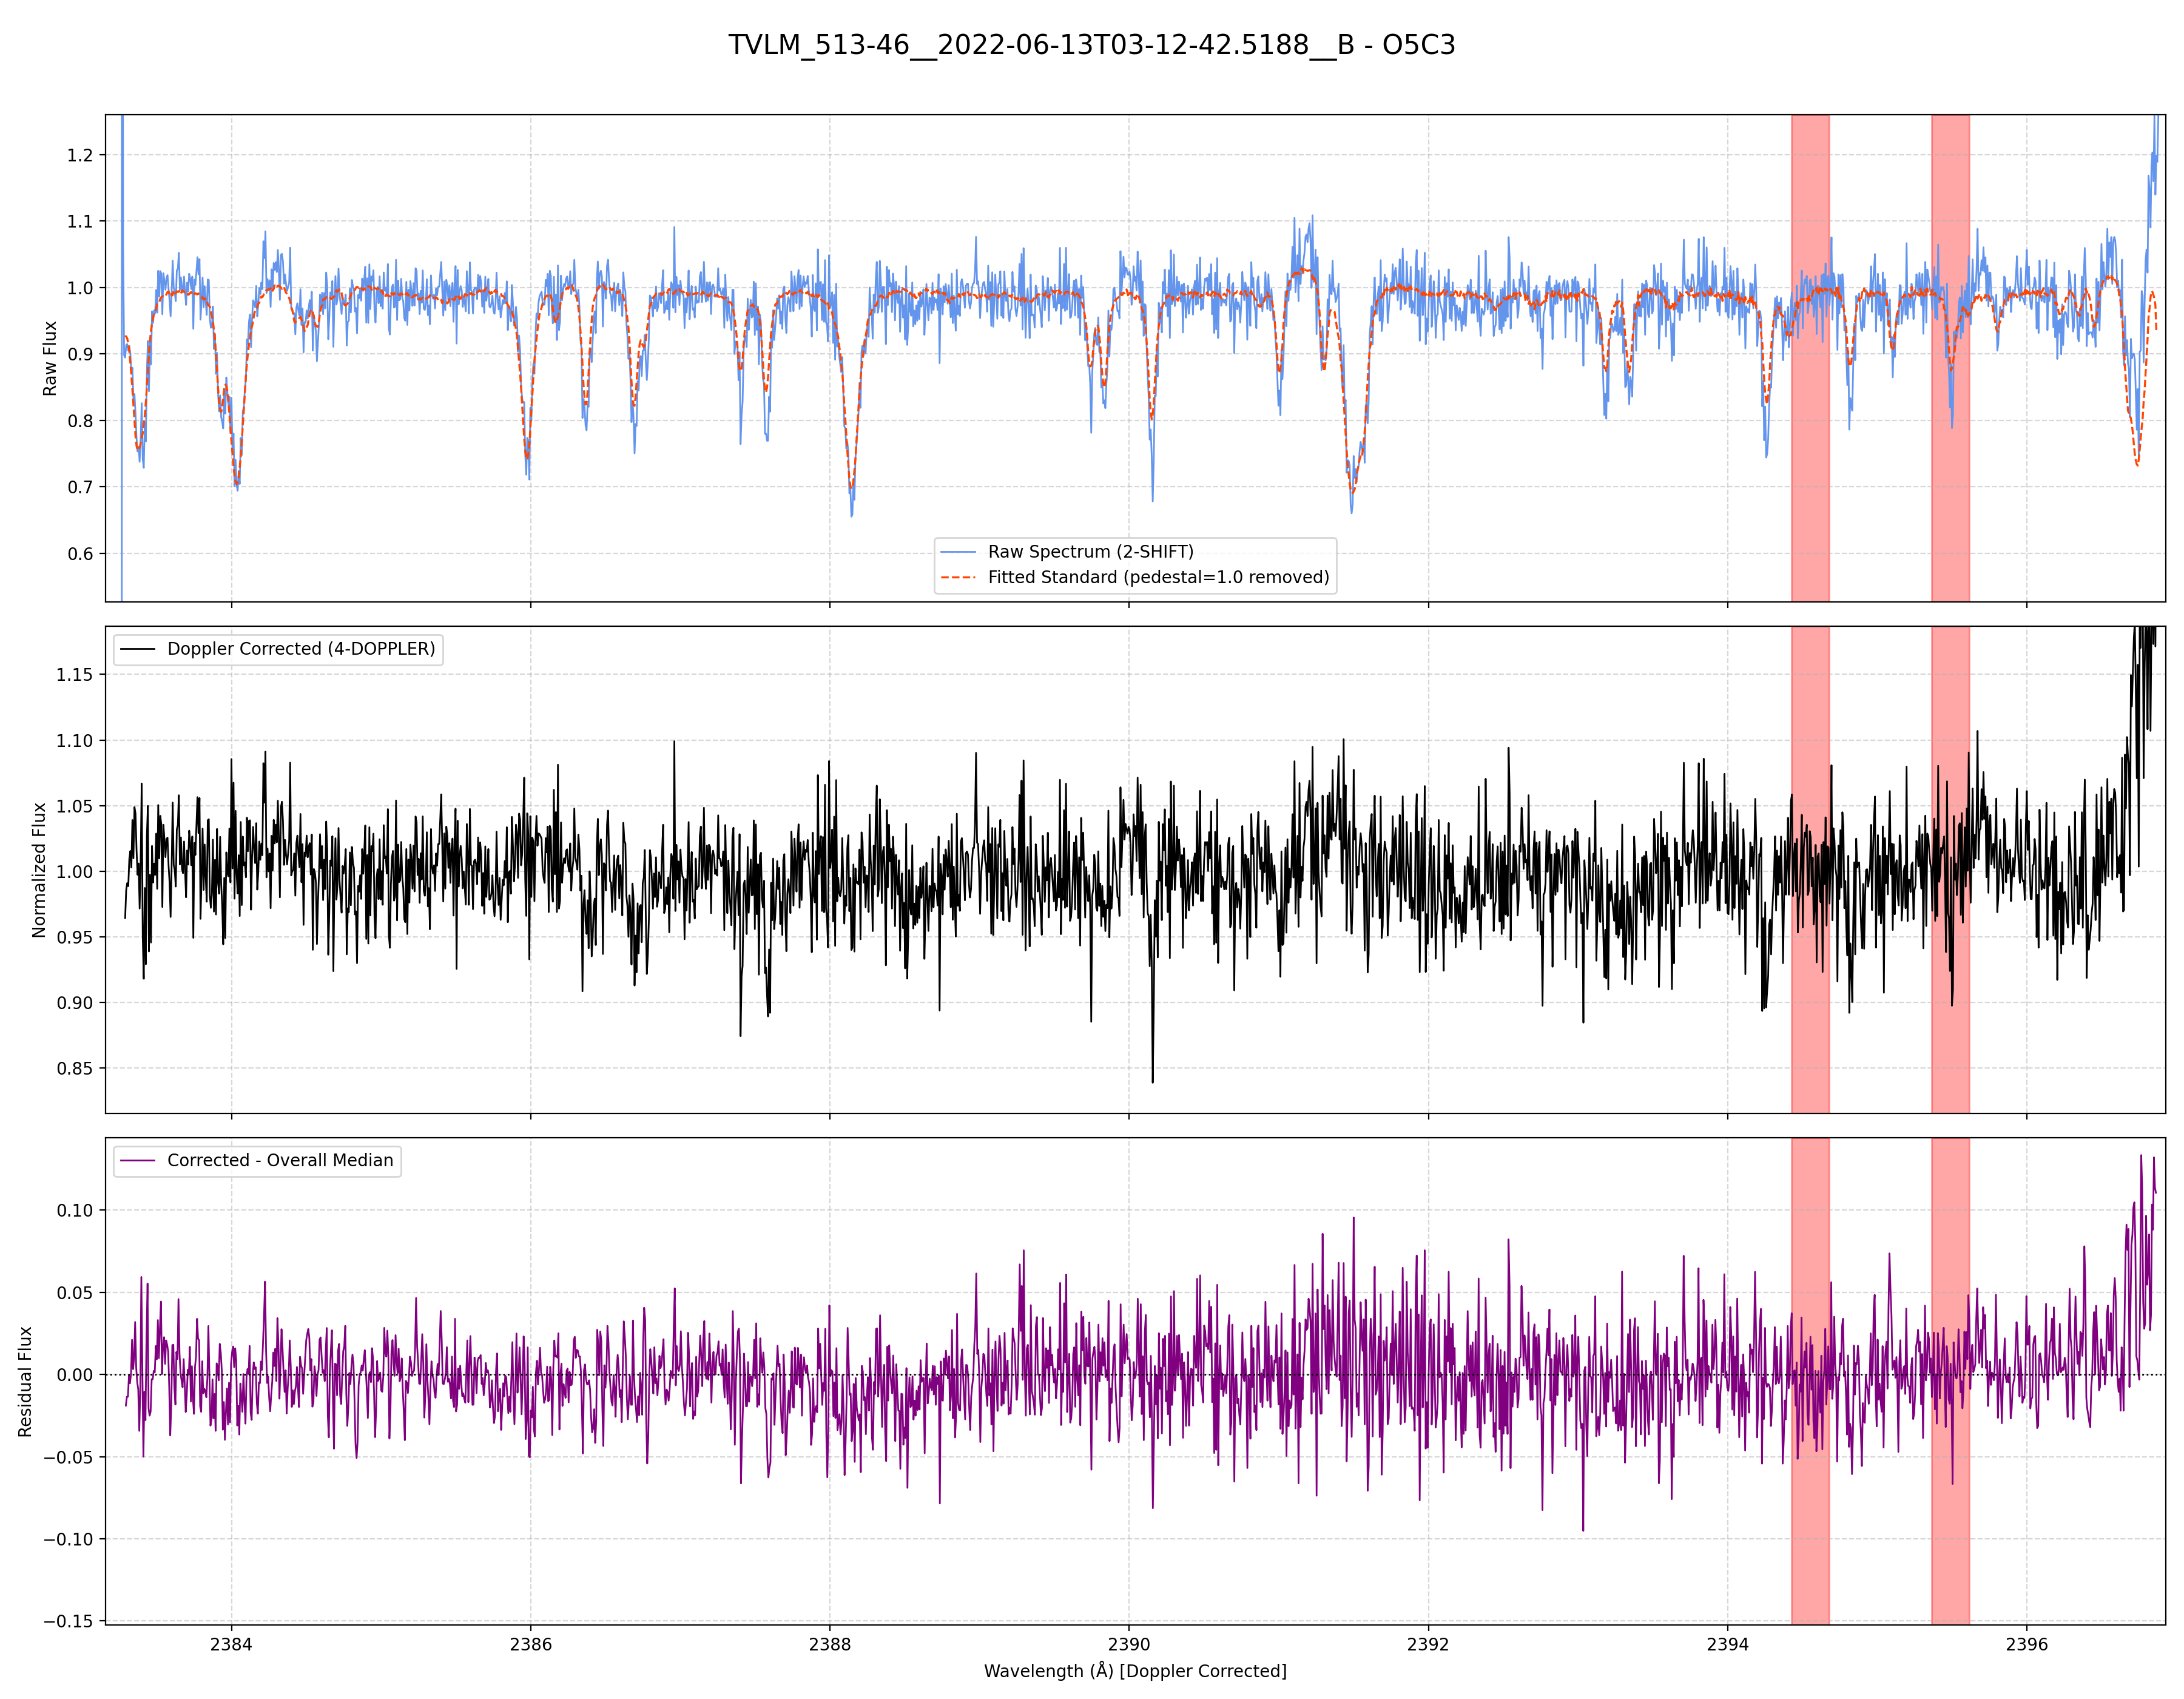 TVLM_513-46__2022-06-13T03-12-42.5188__B - O5C3
1.2
1.1
1.0
0.9
0.8
0.7
0.6
Raw Flux
Raw Spectrum (2-SHIFT)
Fitted Standard (pedestal=1.0 removed)
Doppler Corrected (4-DOPPLER)
1.15
1.10
1.05
1.00
0.95
0.90
0.85
Normalized Flux
Corrected - Overall Median
0.10
0.05
0.00
−0.05
−0.10
−0.15
Residual Flux
2384 2386 2388 2390 2392 2394 2396
Wavelength (Å) [Doppler Corrected]